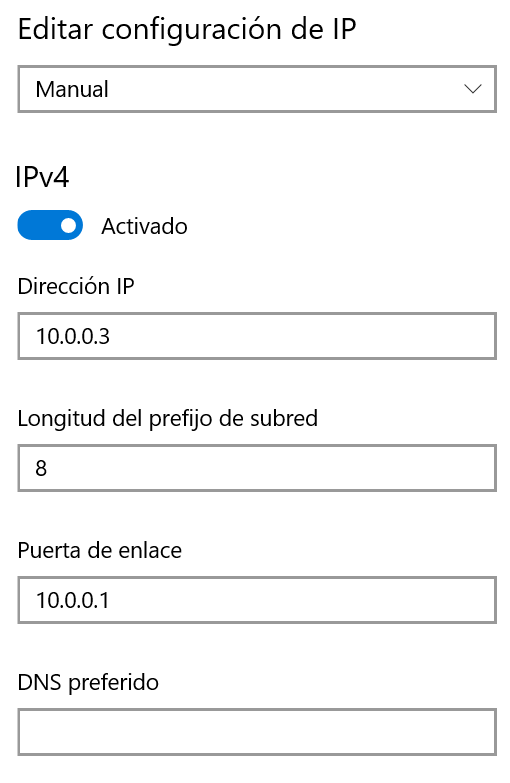 Editar configuración de IP
Manual
IPv4
Activado
Dirección IP
10.0.0.3
Longitud del prefijo de subred
8
Puerta de enlace
10.0.0.1
DNS preferido